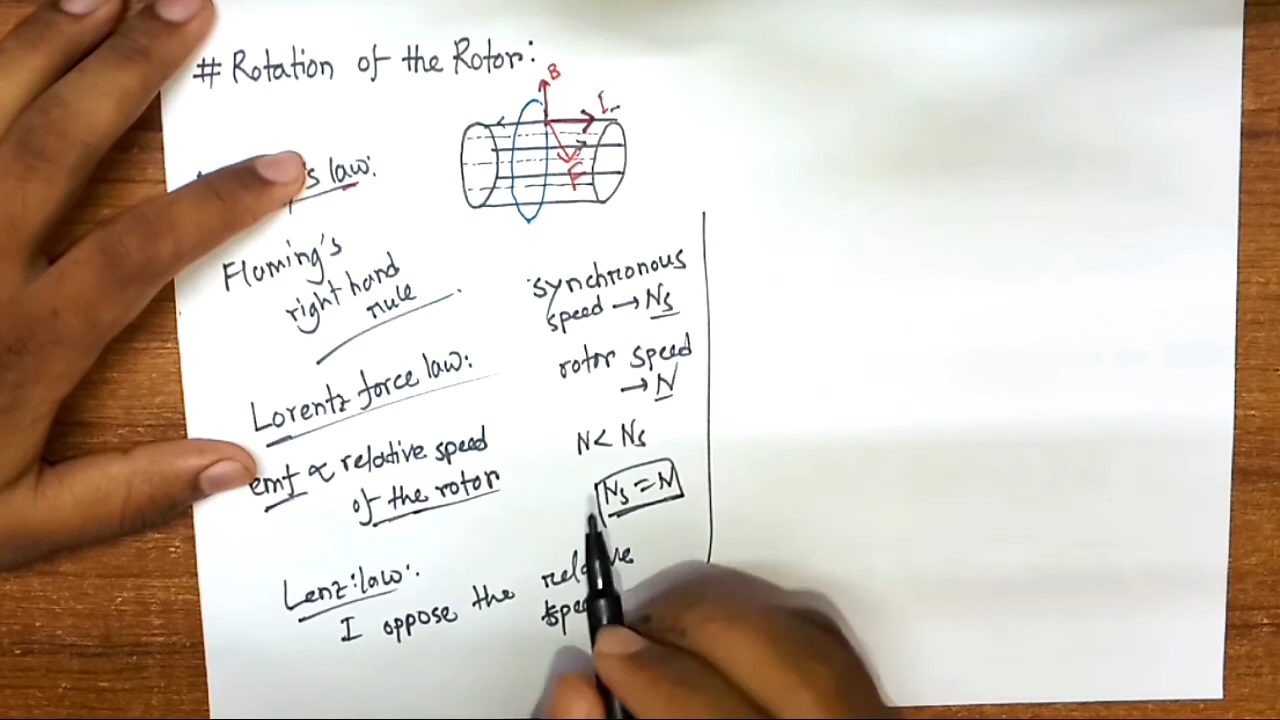 # Rotation of the Rotor:
B
I
F
's law:
Flaming's
right hand
rule
Lorentz force law:
emf ∝ relative speed
of the rotor
Lenz:law:
I oppose the
synchronous
speed → Ns
rotor speed
→ N
N < Ns
Ns = N